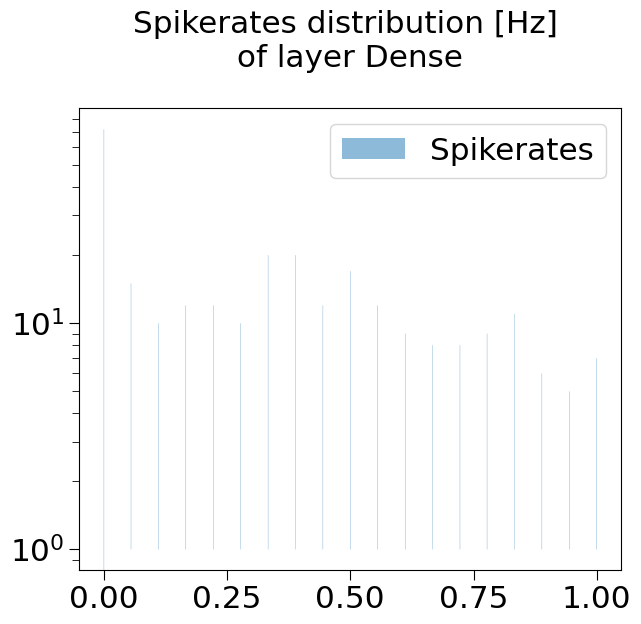 Spikerates distribution [Hz]
of layer Dense
Spikerates
10¹
10⁰
0.00 0.25 0.50 0.75 1.00